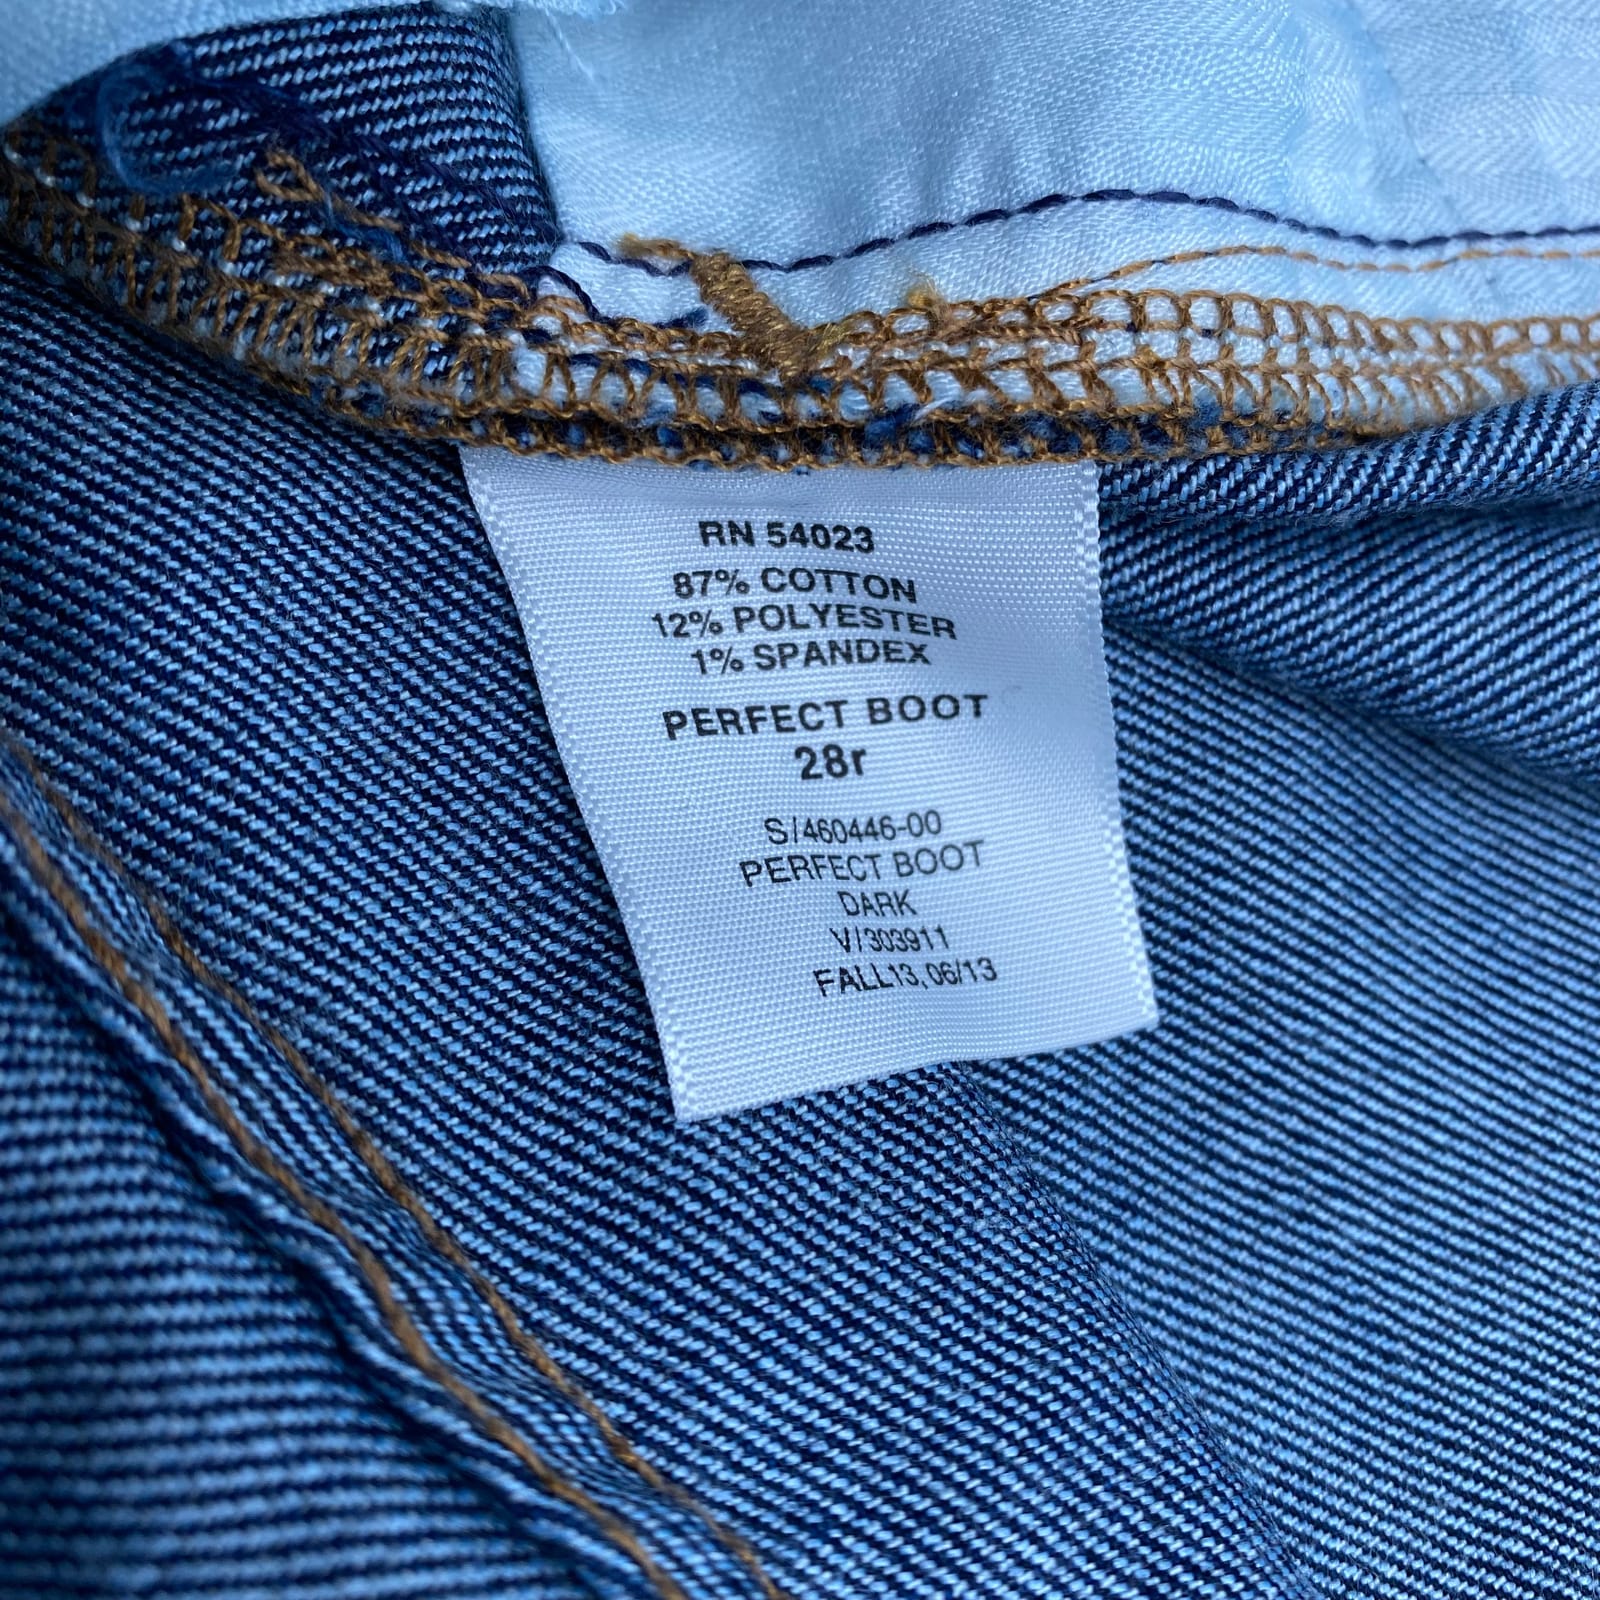 RN 54023
87% COTTON
12% POLYESTER
1% SPANDEX
PERFECT BOOT
28r
S/460446-00
PERFECT BOOT
DARK
V/303911
FALL13, 06/13